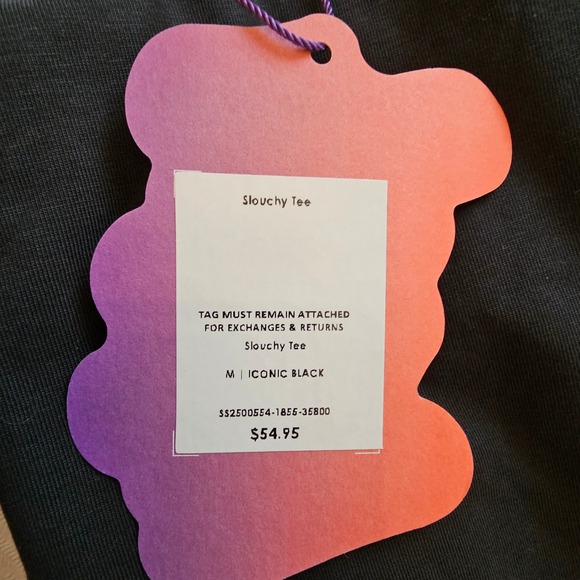 Slouchy Tee
TAG MUST REMAIN ATTACHED
FOR EXCHANGES & RETURNS
Slouchy Tee
M | ICONIC BLACK
SS2500554-1855-35800
$54.95